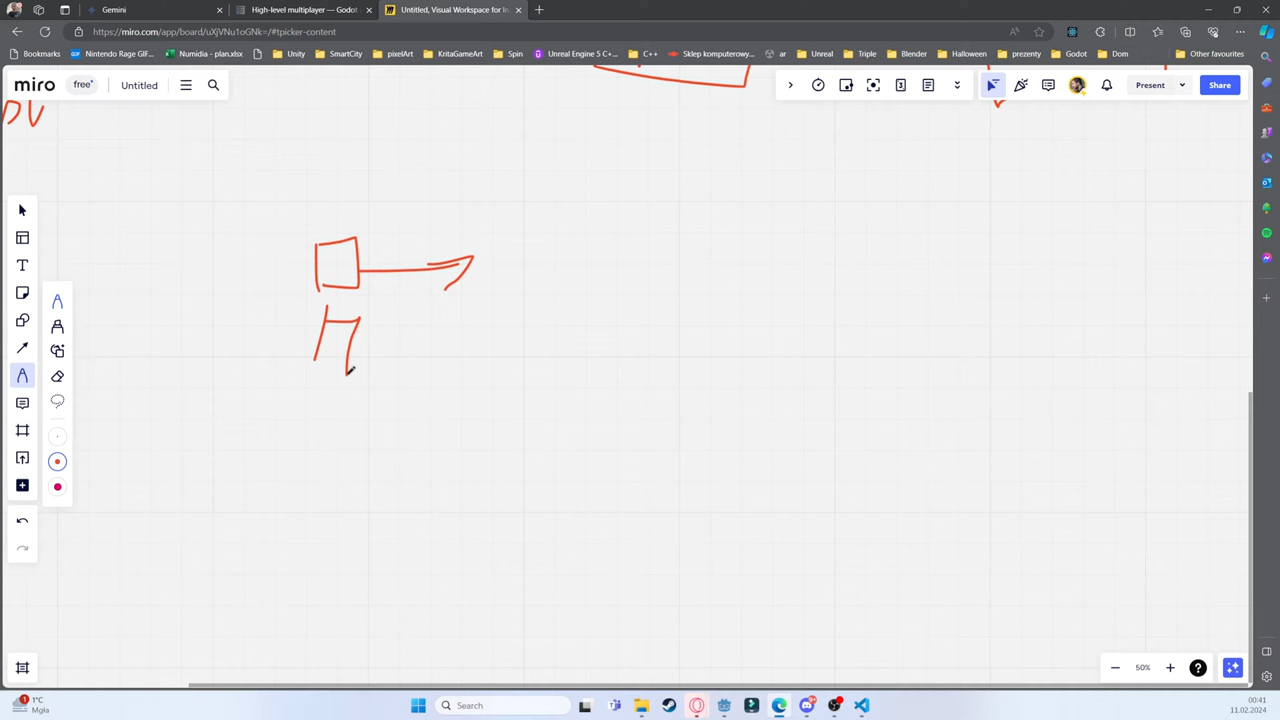 Gemini
High-level multiplayer — Godot
Untitled, Visual Workspace for In
https://miro.com/app/board/uXjVNu1oGNk=/#tpicker-content
Bookmarks
Nintendo Rage GIF...
Numidia - plan.xlsx
UX
SmartCity
pixelArt
KritaGameArt
Spin
Unreal Engine 5 C+...
C++
Sklep komputerowy...
ar
Unreal
Triple
Blender
Halloween
prezenty
Godot
Dom
Other favourites
miro
free
Untitled
3
Present
Share
T
50%
?
1
1°C
Mgła
Search
00:41
11.02.2024